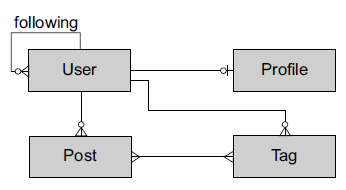 following
User
Profile
Post
Tag